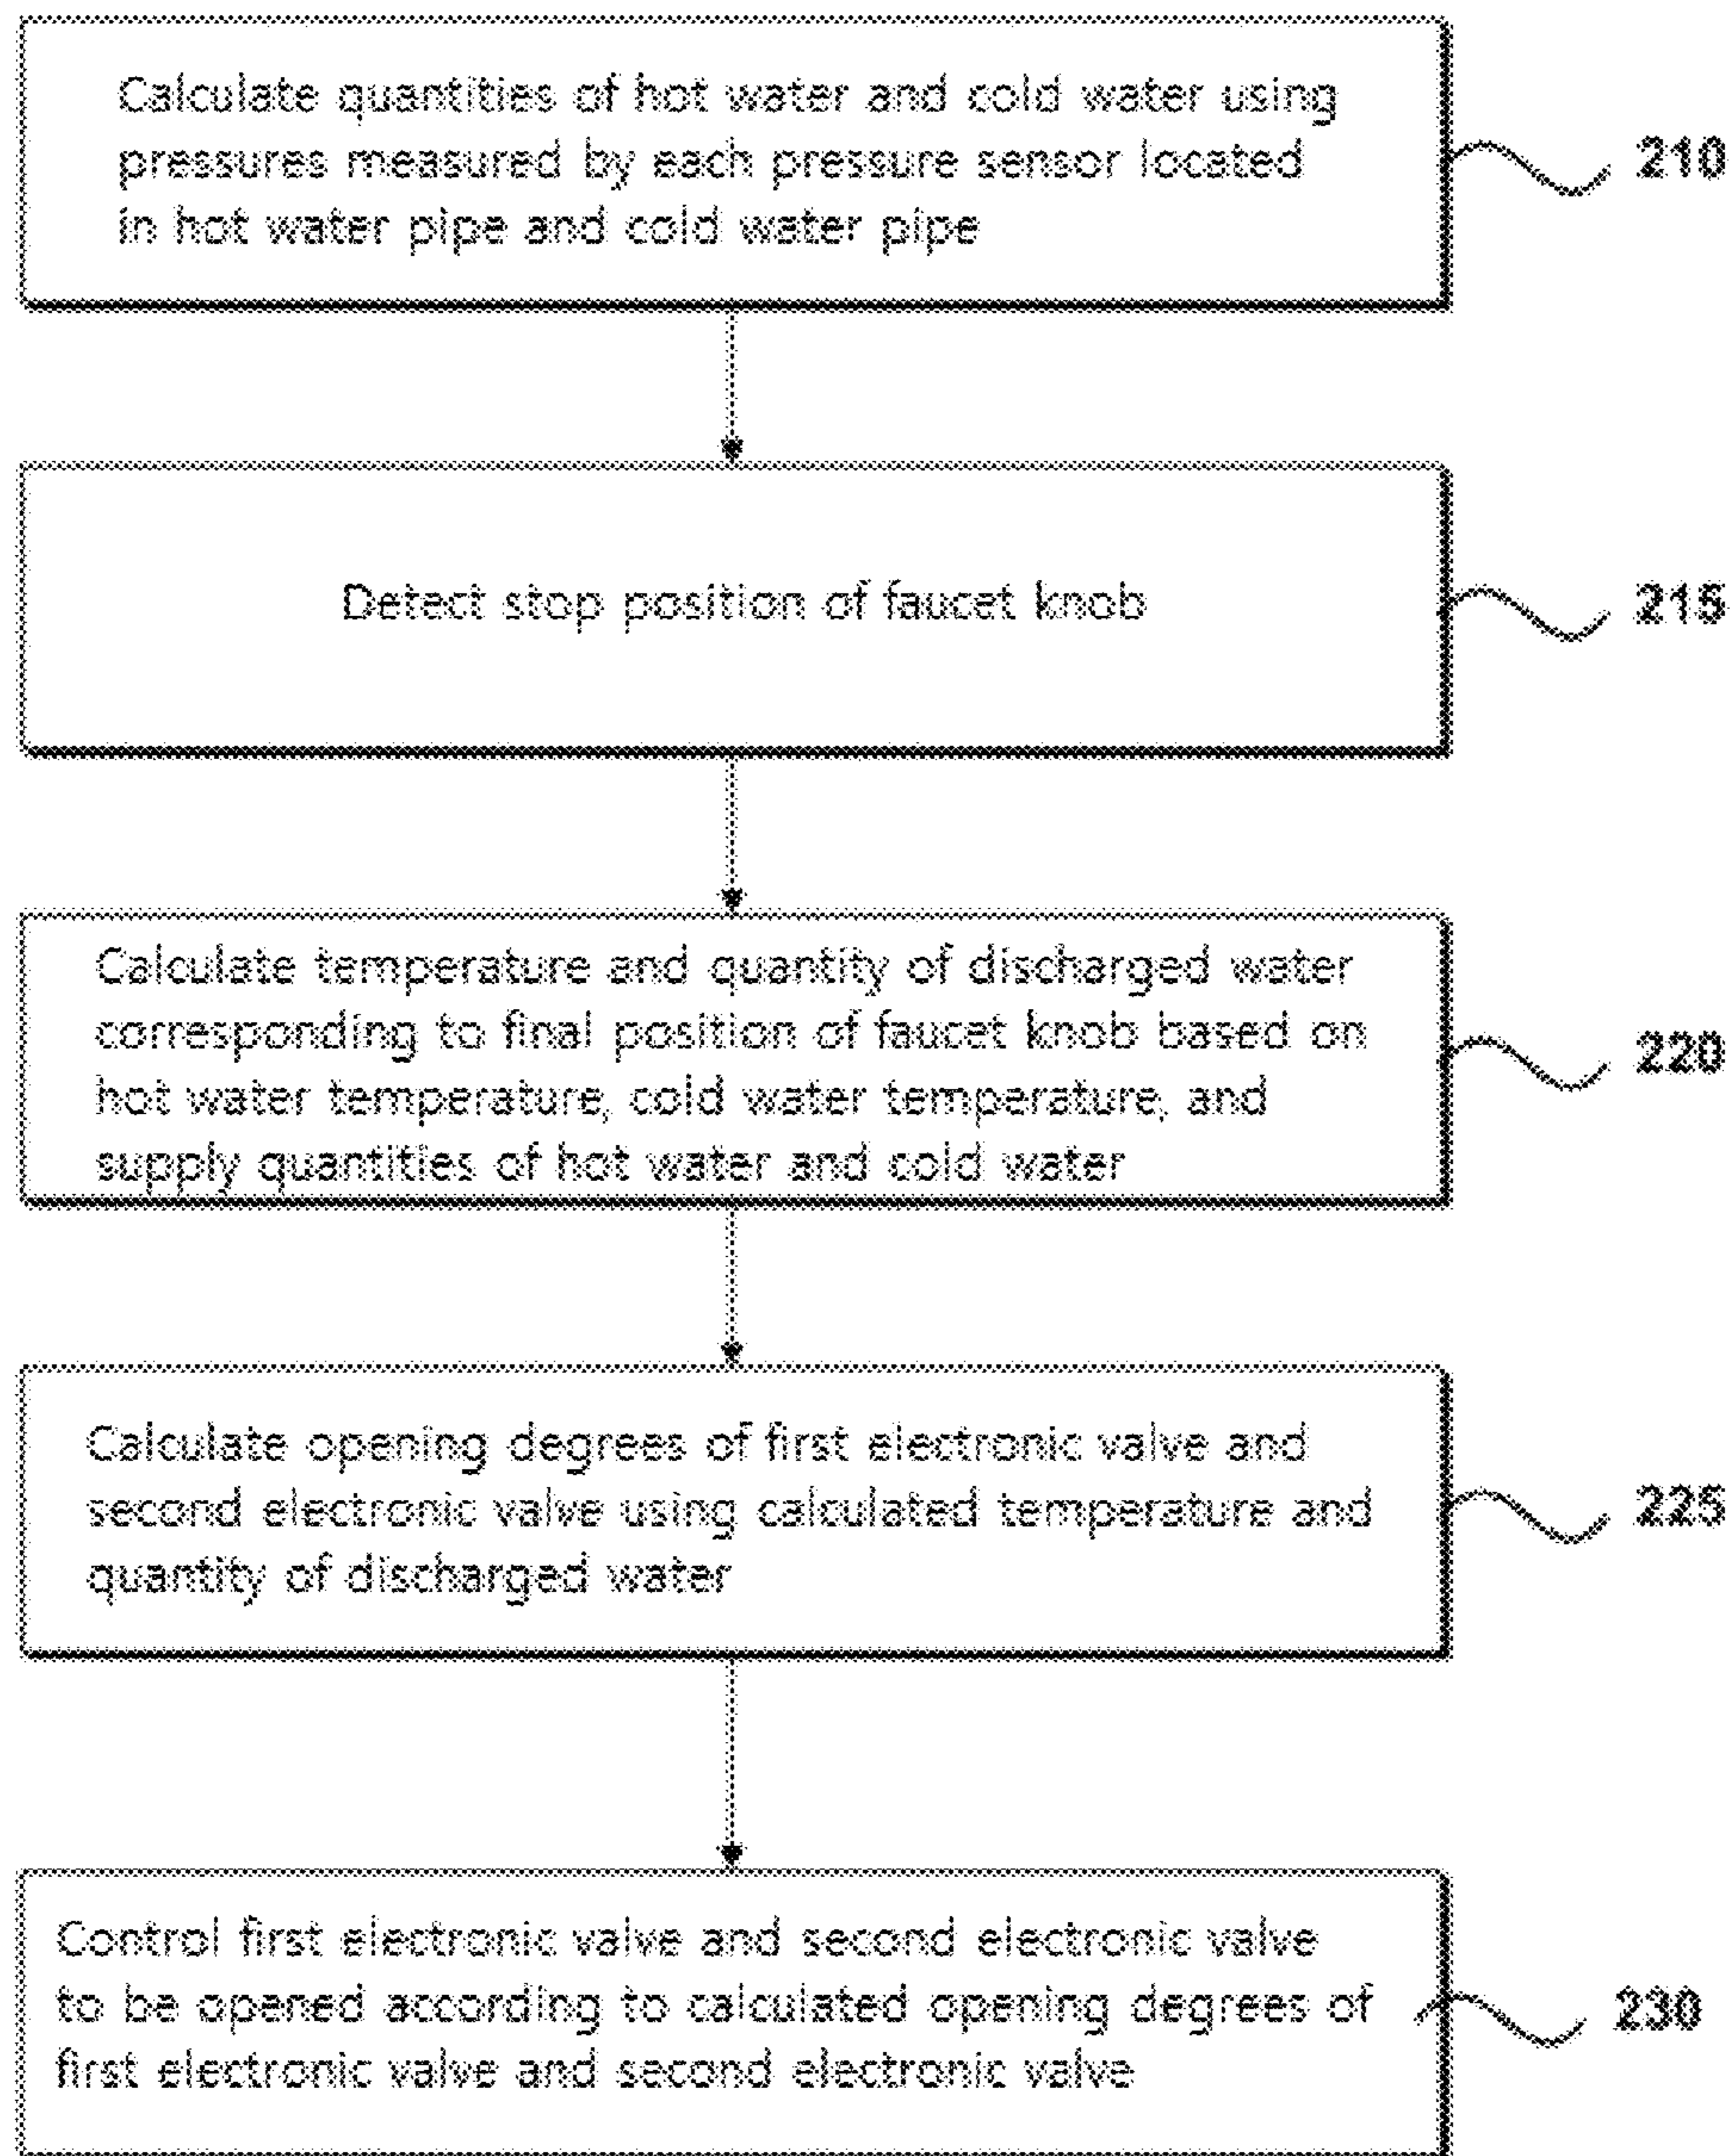 Calculate quantities of hot water and cold water using
pressures measured by each pressure sensor located
in hot water pipe and cold water pipe
210
Detect stop position of faucet knob
215
Calculate temperature and quantity of discharged water
corresponding to final position of faucet knob based on
hot water temperature, cold water temperature, and
supply quantities of hot water and cold water
220
Calculate opening degrees of first electronic valve and
second electronic valve using calculated temperature and
quantity of discharged water
225
Control first electronic valve and second electronic valve
to be opened according to calculated opening degrees of
first electronic valve and second electronic valve
230